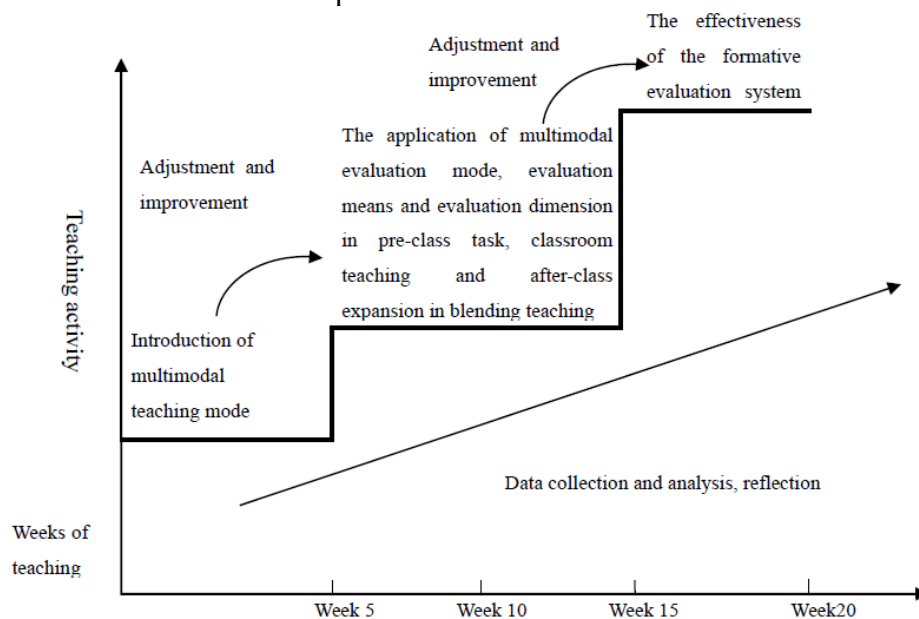 The effectiveness
of the formative
evaluation system
Adjustment and
improvement
The application of multimodal
evaluation mode, evaluation
means and evaluation dimension
in pre-class task, classroom
teaching and after-class
expansion in blending teaching
Adjustment and
improvement
Teaching activity
Introduction of
multimodal
teaching mode
Data collection and analysis, reflection
Weeks of
teaching
Week 5
Week 10
Week 15
Week20